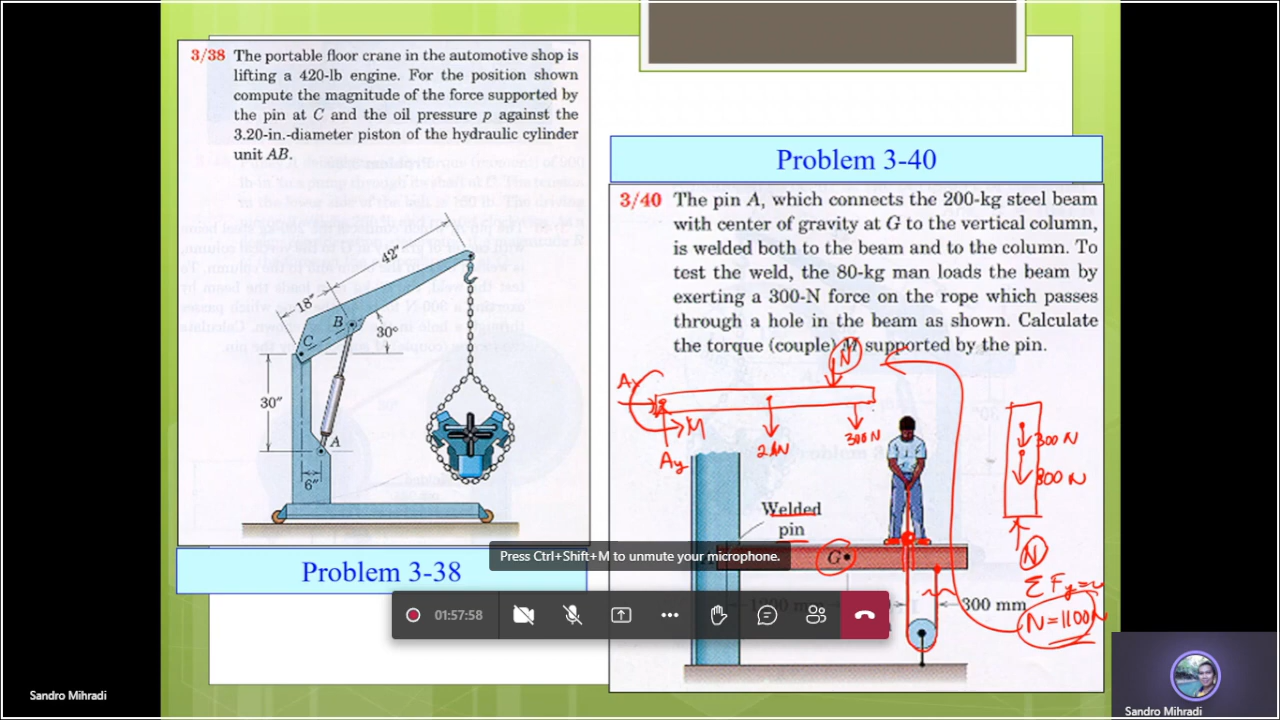 3/38 The portable floor crane in the automotive shop is
lifting a 420-lb engine. For the position shown
compute the magnitude of the force supported by
the pin at C and the oil pressure p against the
3.20-in.-diameter piston of the hydraulic cylinder
unit AB.
42"
18"
B
C
30°
30"
A
6"
Problem 3-38
Problem 3-40
3/40 The pin A, which connects the 200-kg steel beam
with center of gravity at G to the vertical column,
is welded both to the beam and to the column. To
test the weld, the 80-kg man loads the beam by
exerting a 300-N force on the rope which passes
through a hole in the beam as shown. Calculate
the torque (couple) M supported by the pin.
N
M
Ay
300 N
300 N
800 N
N
N=1100N
Welded
pin
G
300 mm
Press Ctrl+Shift+M to unmute your microphone.
01:57:58
Sandro Mihradi
Sandro Mihradi